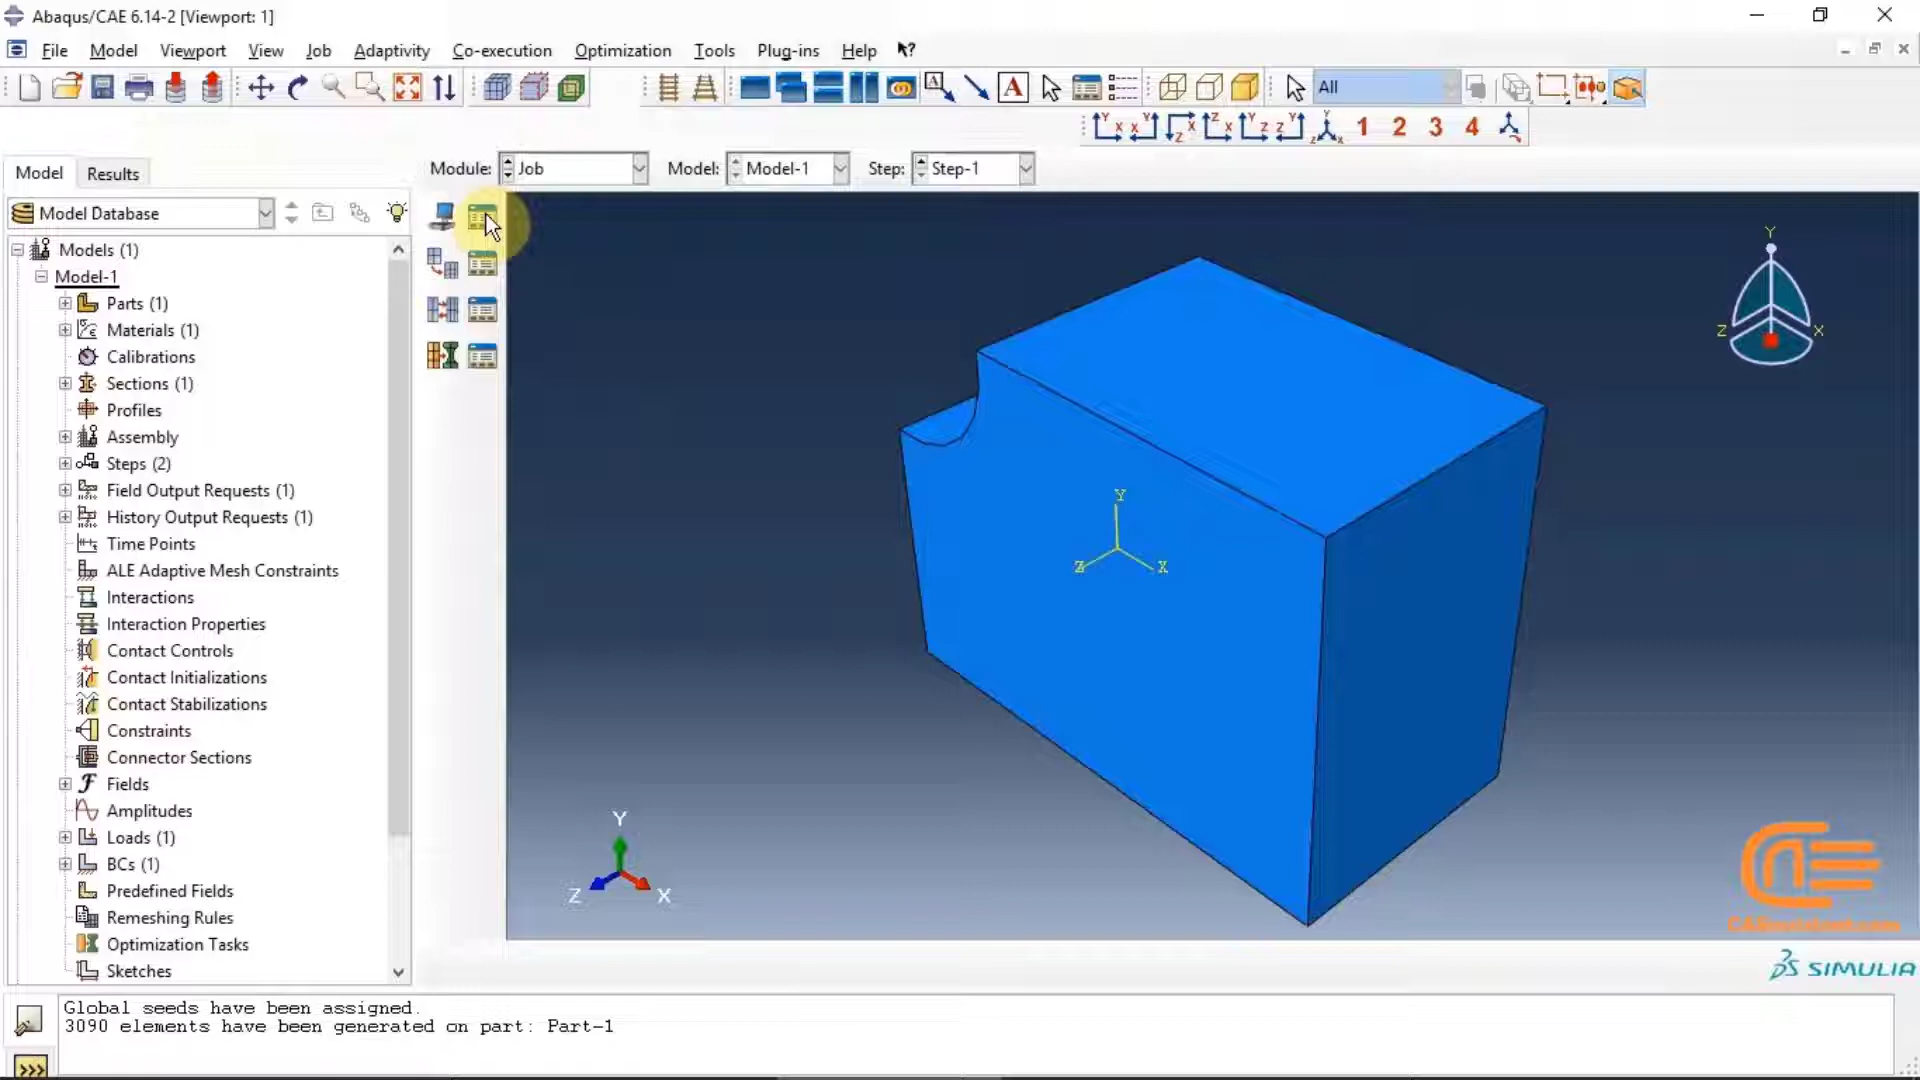 Abaqus/CAE 6.14-2 [Viewport: 1]
File Model Viewport View Job Adaptivity Co-execution Optimization Tools Plug-ins Help
A A All
Y X X Y X Z Z X Y Z Z Y Y Z X 1 2 3 4
Model Results Module: Job Model: Model-1 Step: Step-1
Model Database
Models (1)
Model-1
Parts (1)
Materials (1)
Calibrations
Sections (1)
Profiles
Assembly
Steps (2)
Field Output Requests (1)
History Output Requests (1)
Time Points
ALE Adaptive Mesh Constraints
Interactions
Interaction Properties
Contact Controls
Contact Initializations
Contact Stabilizations
Constraints
Connector Sections
Fields
Amplitudes
Loads (1)
BCs (1)
Predefined Fields
Remeshing Rules
Optimization Tasks
Sketches
Y
Z X
Y
Z X
Y
Z X
SIMULIA
Global seeds have been assigned.
3090 elements have been generated on part: Part-1
>>>